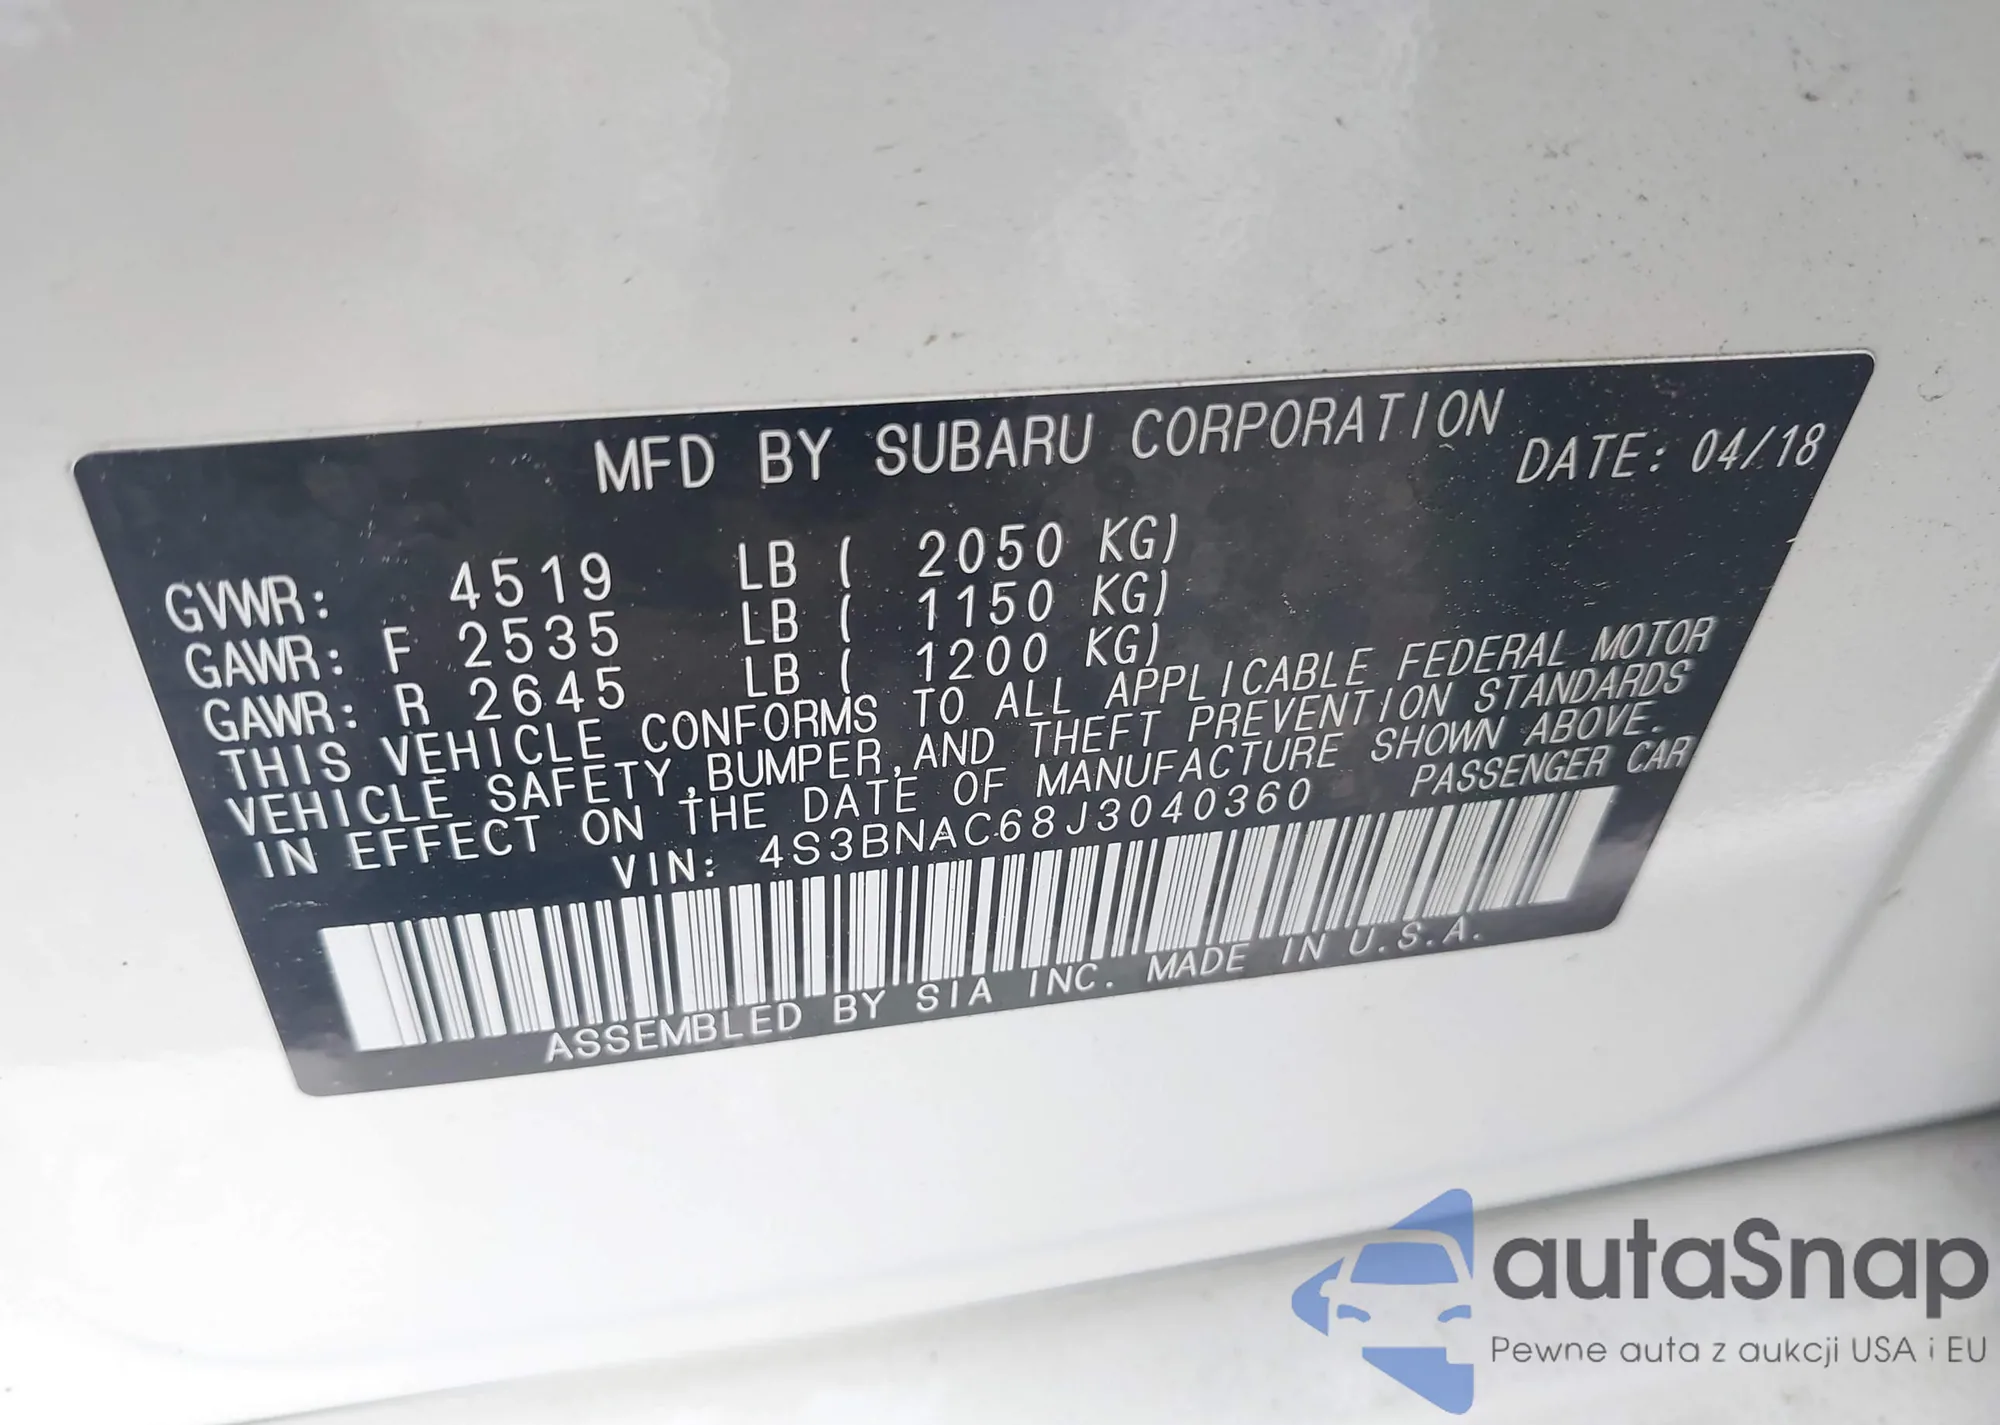 MFD BY SUBARU CORPORATION DATE: 04/18
GVWR: 4519 LB ( 2050 KG)
GAWR: F 2535 LB ( 1150 KG)
GAWR: R 2645 LB ( 1200 KG)
THIS VEHICLE CONFORMS TO ALL APPLICABLE FEDERAL MOTOR
VEHICLE SAFETY,BUMPER,AND THEFT PREVENTION STANDARDS
IN EFFECT ON THE DATE OF MANUFACTURE SHOWN ABOVE.
VIN: 4S3BNAC68J3040360 PASSENGER CAR
ASSEMBLED BY SIA INC. MADE IN U.S.A.
autaSnap
Pewne auta z aukcji USA i EU